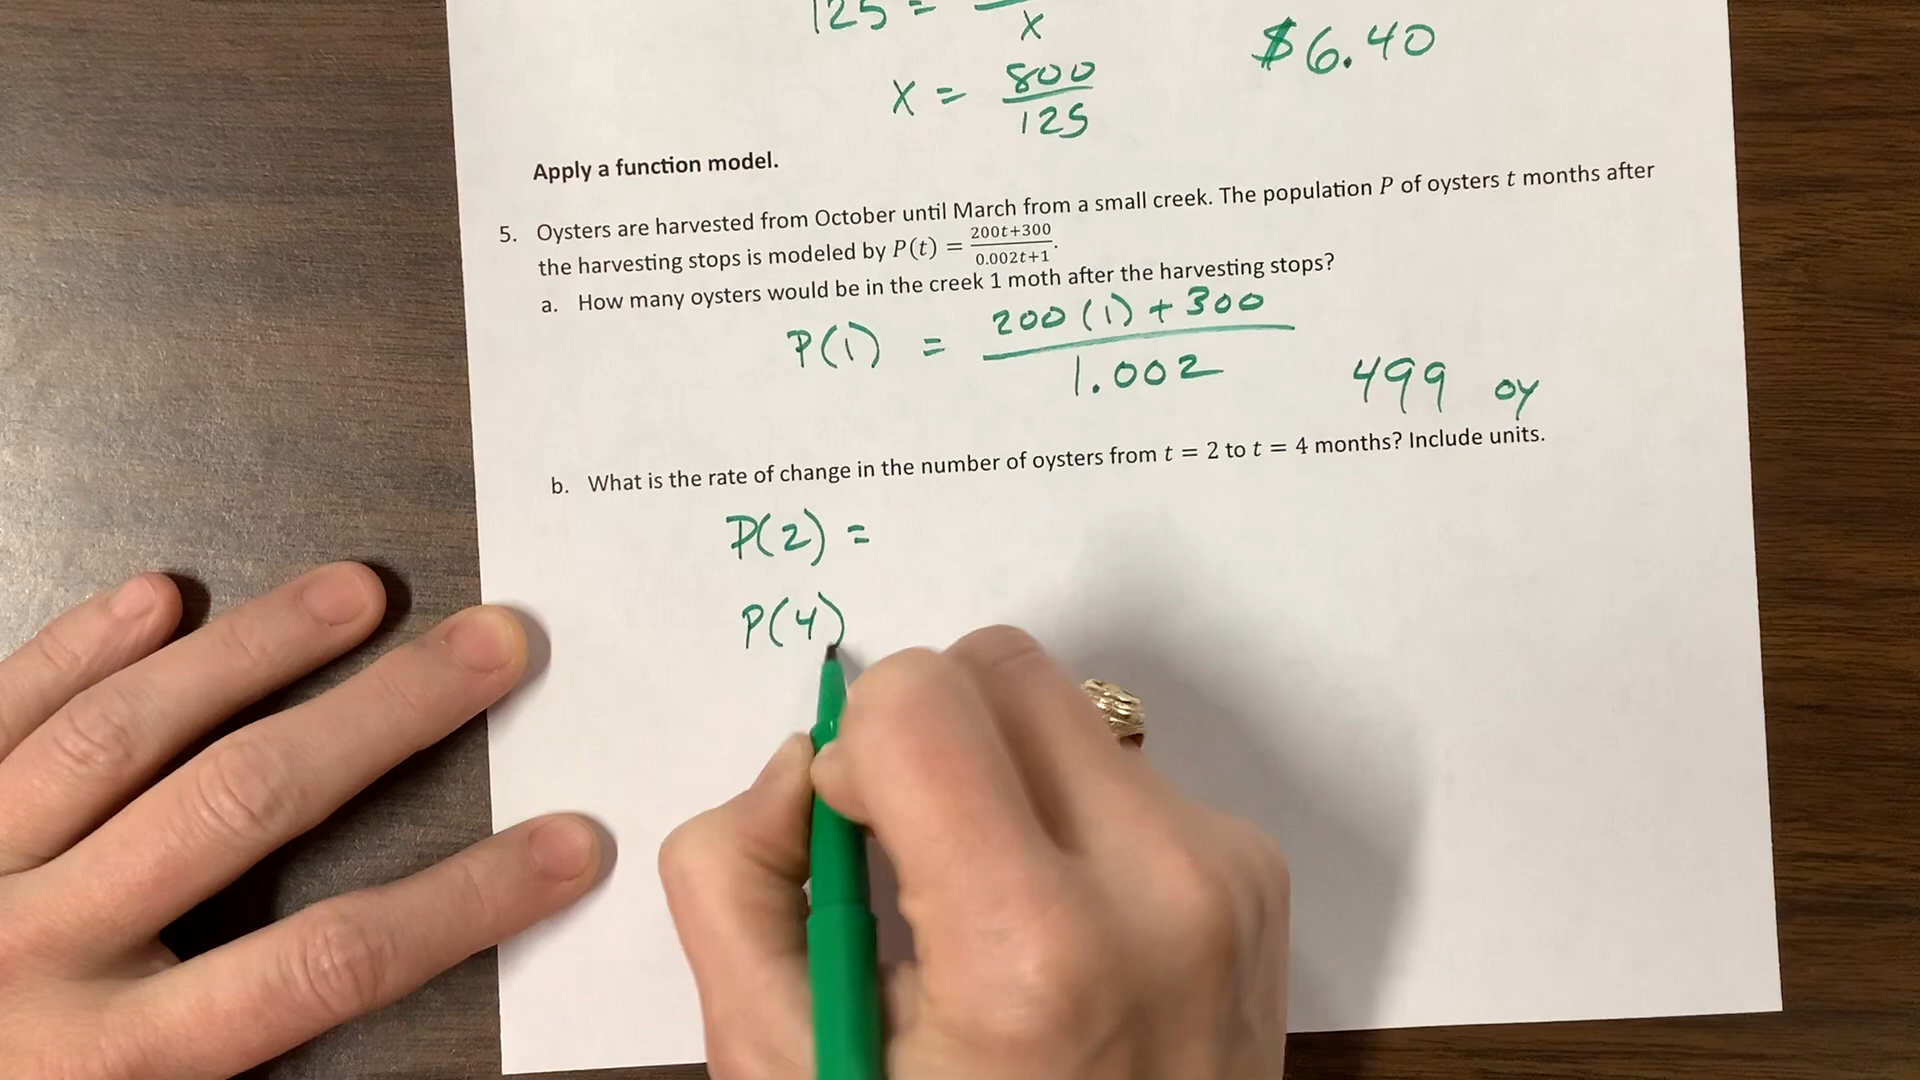 125 =
x
x = 800/125
$6.40
Apply a function model.
5. Oysters are harvested from October until March from a small creek. The population P of oysters t months after
the harvesting stops is modeled by P(t) = (200t+300)/(0.002t+1).
a. How many oysters would be in the creek 1 moth after the harvesting stops?
P(1) = (200(1) + 300)/1.002
499 oy
b. What is the rate of change in the number of oysters from t = 2 to t = 4 months? Include units.
P(2) =
P(4)